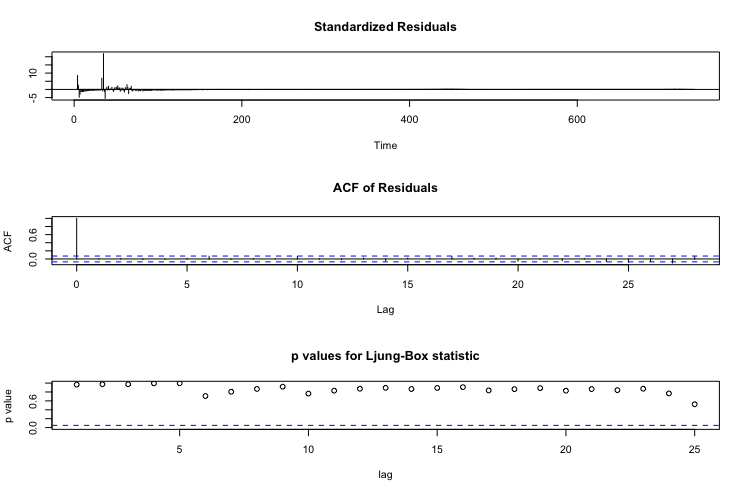 Standardized Residuals
10
-5
0
200
400
600
Time
ACF of Residuals
ACF
0.6
0.0
0
5
10
15
20
25
Lag
p values for Ljung-Box statistic
p value
0.6
0.0
5
10
15
20
25
lag